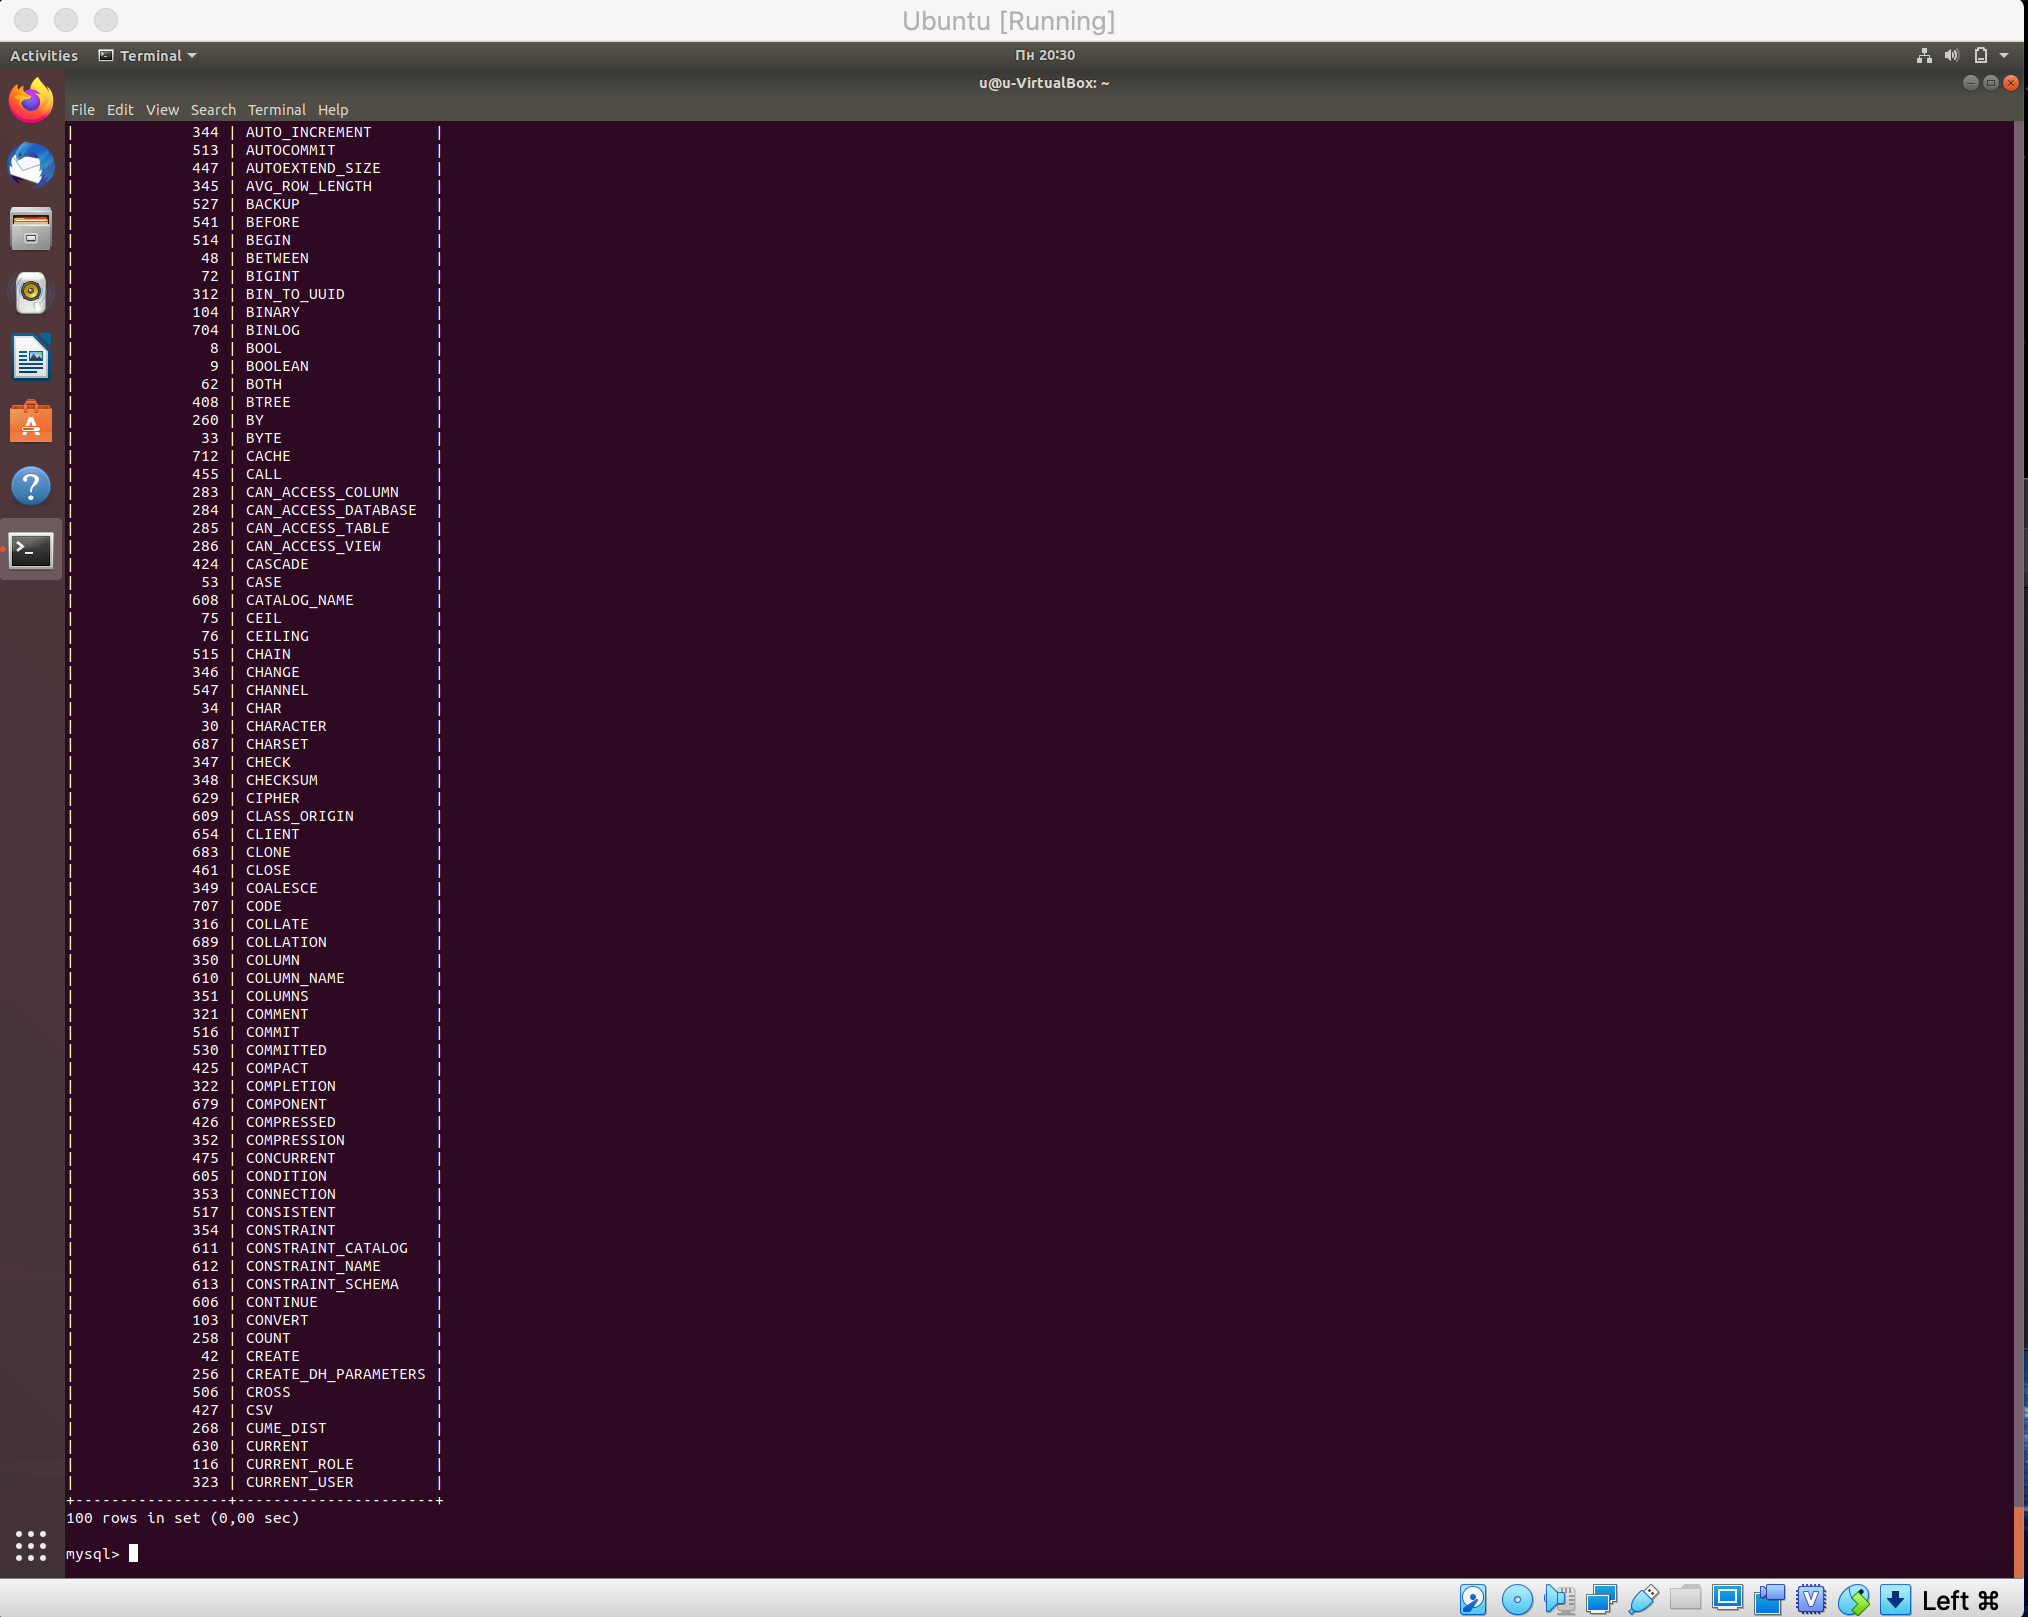 Ubuntu [Running]
Activities Terminal Пн 20:30
u@u-VirtualBox: ~
File Edit View Search Terminal Help
| 344 | AUTO_INCREMENT |
| 513 | AUTOCOMMIT |
| 447 | AUTOEXTEND_SIZE |
| 345 | AVG_ROW_LENGTH |
| 527 | BACKUP |
| 541 | BEFORE |
| 514 | BEGIN |
| 48 | BETWEEN |
| 72 | BIGINT |
| 312 | BIN_TO_UUID |
| 104 | BINARY |
| 704 | BINLOG |
| 8 | BOOL |
| 9 | BOOLEAN |
| 62 | BOTH |
| 408 | BTREE |
| 260 | BY |
| 33 | BYTE |
| 712 | CACHE |
| 455 | CALL |
| 283 | CAN_ACCESS_COLUMN |
| 284 | CAN_ACCESS_DATABASE |
| 285 | CAN_ACCESS_TABLE |
| 286 | CAN_ACCESS_VIEW |
| 424 | CASCADE |
| 53 | CASE |
| 608 | CATALOG_NAME |
| 75 | CEIL |
| 76 | CEILING |
| 515 | CHAIN |
| 346 | CHANGE |
| 547 | CHANNEL |
| 34 | CHAR |
| 30 | CHARACTER |
| 687 | CHARSET |
| 347 | CHECK |
| 348 | CHECKSUM |
| 629 | CIPHER |
| 609 | CLASS_ORIGIN |
| 654 | CLIENT |
| 683 | CLONE |
| 461 | CLOSE |
| 349 | COALESCE |
| 707 | CODE |
| 316 | COLLATE |
| 689 | COLLATION |
| 350 | COLUMN |
| 610 | COLUMN_NAME |
| 351 | COLUMNS |
| 321 | COMMENT |
| 516 | COMMIT |
| 530 | COMMITTED |
| 425 | COMPACT |
| 322 | COMPLETION |
| 679 | COMPONENT |
| 426 | COMPRESSED |
| 352 | COMPRESSION |
| 475 | CONCURRENT |
| 605 | CONDITION |
| 353 | CONNECTION |
| 517 | CONSISTENT |
| 354 | CONSTRAINT |
| 611 | CONSTRAINT_CATALOG |
| 612 | CONSTRAINT_NAME |
| 613 | CONSTRAINT_SCHEMA |
| 606 | CONTINUE |
| 103 | CONVERT |
| 258 | COUNT |
| 42 | CREATE |
| 256 | CREATE_DH_PARAMETERS |
| 506 | CROSS |
| 427 | CSV |
| 268 | CUME_DIST |
| 630 | CURRENT |
| 116 | CURRENT_ROLE |
| 323 | CURRENT_USER |
+-----------------+----------------------+
100 rows in set (0,00 sec)
mysql>
Left ⌘